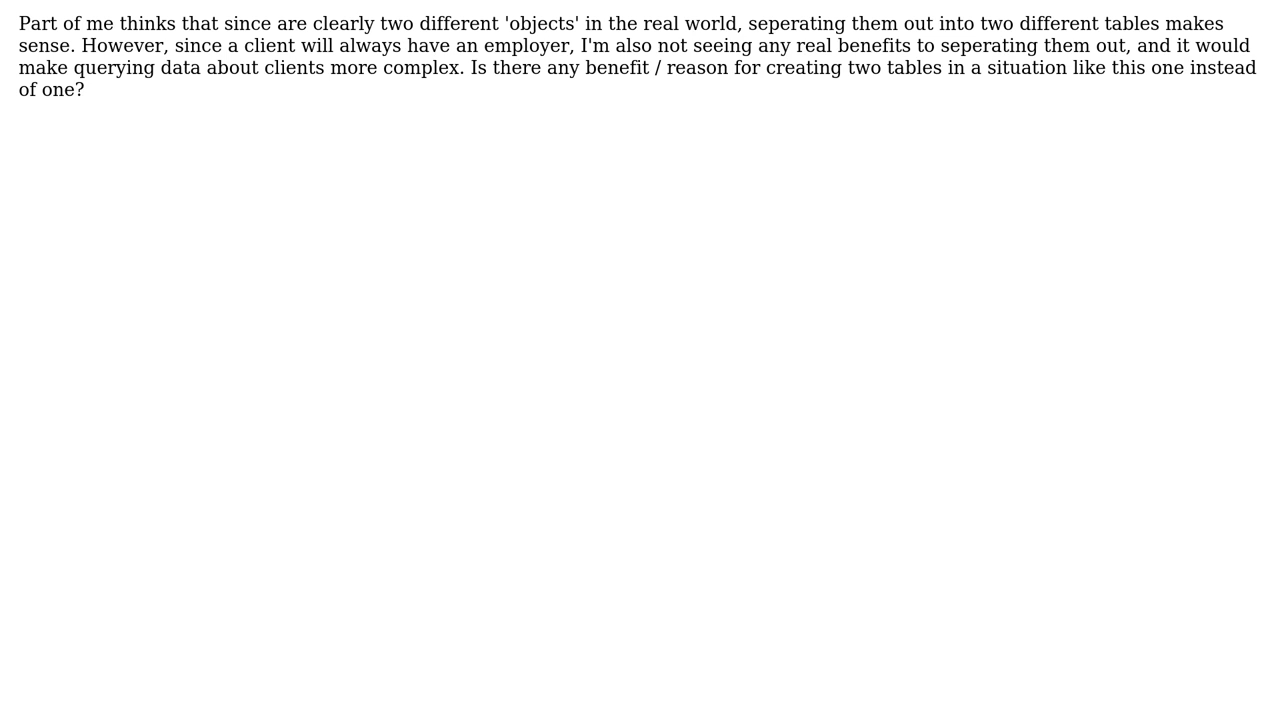 Part of me thinks that since are clearly two different 'objects' in the real world, seperating them out into two different tables makes
sense. However, since a client will always have an employer, I'm also not seeing any real benefits to seperating them out, and it would
make querying data about clients more complex. Is there any benefit / reason for creating two tables in a situation like this one instead
of one?